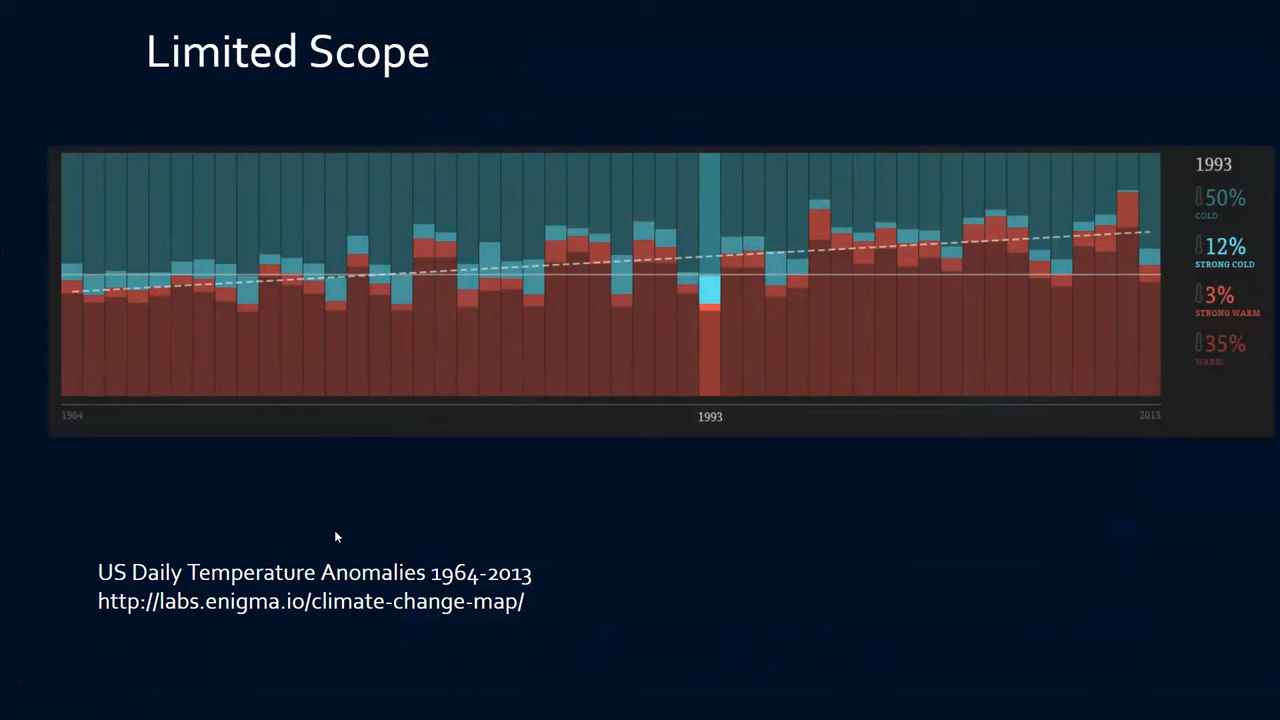 Limited Scope
1993
50%
COLD
12%
STRONG COLD
3%
STRONG WARM
35%
WARM
1964
1993
2013
US Daily Temperature Anomalies 1964-2013
http://labs.enigma.io/climate-change-map/